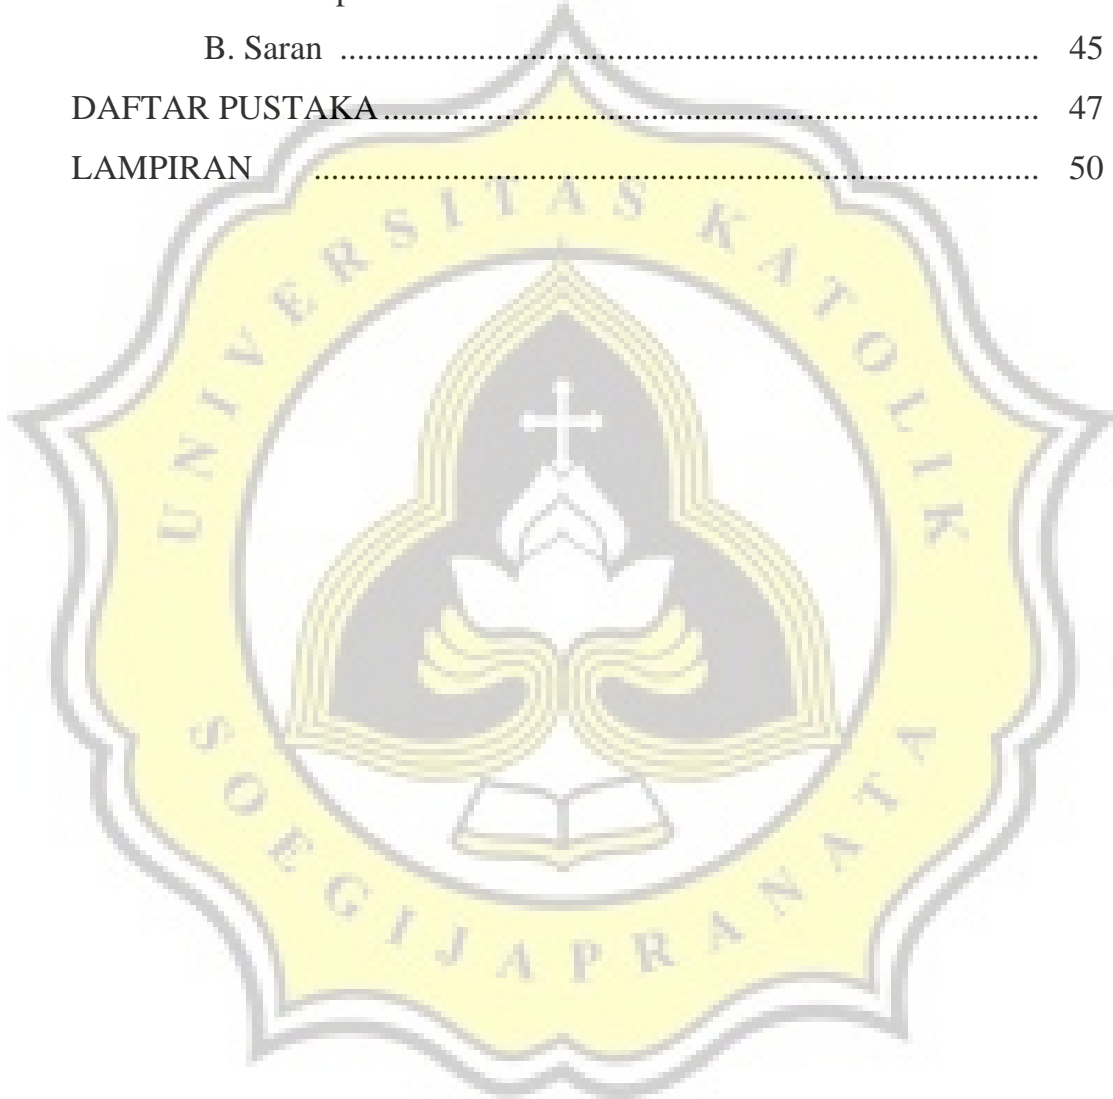 B. Saran ................................................................................. 45
DAFTAR PUSTAKA ............................................................................ 47
LAMPIRAN .................................................................................... 50
UNIVERSITAS KATOLIK
SOEGIJAPRANATA